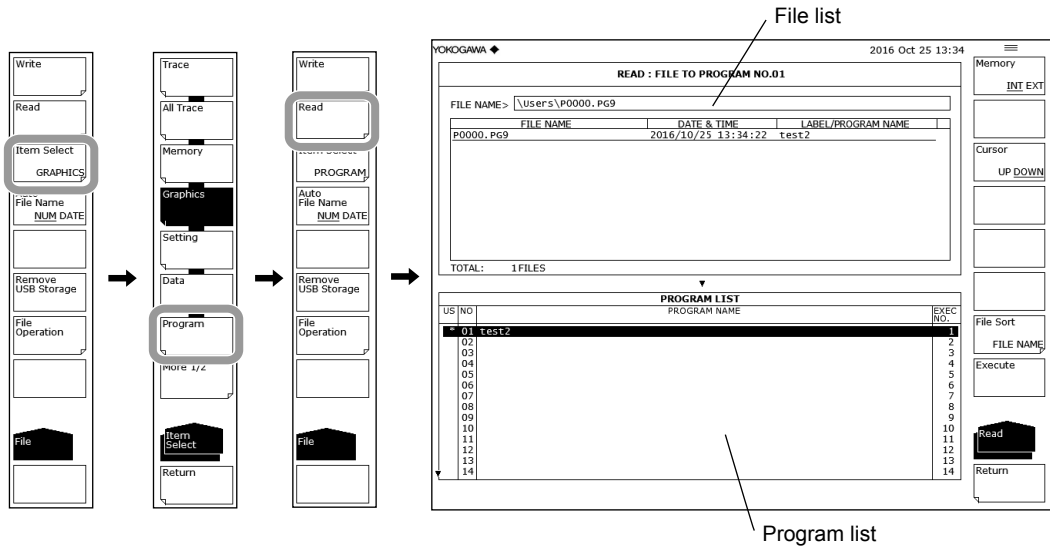 File list
Write
Read
Item Select
GRAPHICS
Auto
File Name
NUM DATE
Remove
USB Storage
File
Operation
File
Trace
All Trace
Memory
Graphics
Setting
Data
Program
More 1/2
Item
Select
Return
Write
Read
Item Select
PROGRAM
Auto
File Name
NUM DATE
Remove
USB Storage
File
Operation
File
YOKOGAWA 2016 Oct 25 13:34
READ : FILE TO PROGRAM NO.01
FILE NAME> \Users\P0000.PG9
FILE NAME DATE & TIME LABEL/PROGRAM NAME
P0000.PG9 2016/10/25 13:34:22 test2
TOTAL: 1FILES
PROGRAM LIST
US NO PROGRAM NAME EXEC NO.
* 01 test2 1
02 2
03 3
04 4
05 5
06 6
07 7
08 8
09 9
10 10
11 11
12 12
13 13
14 14
Memory
INT EXT
Cursor
UP DOWN
File Sort
FILE NAME
Execute
Read
Return
Program list